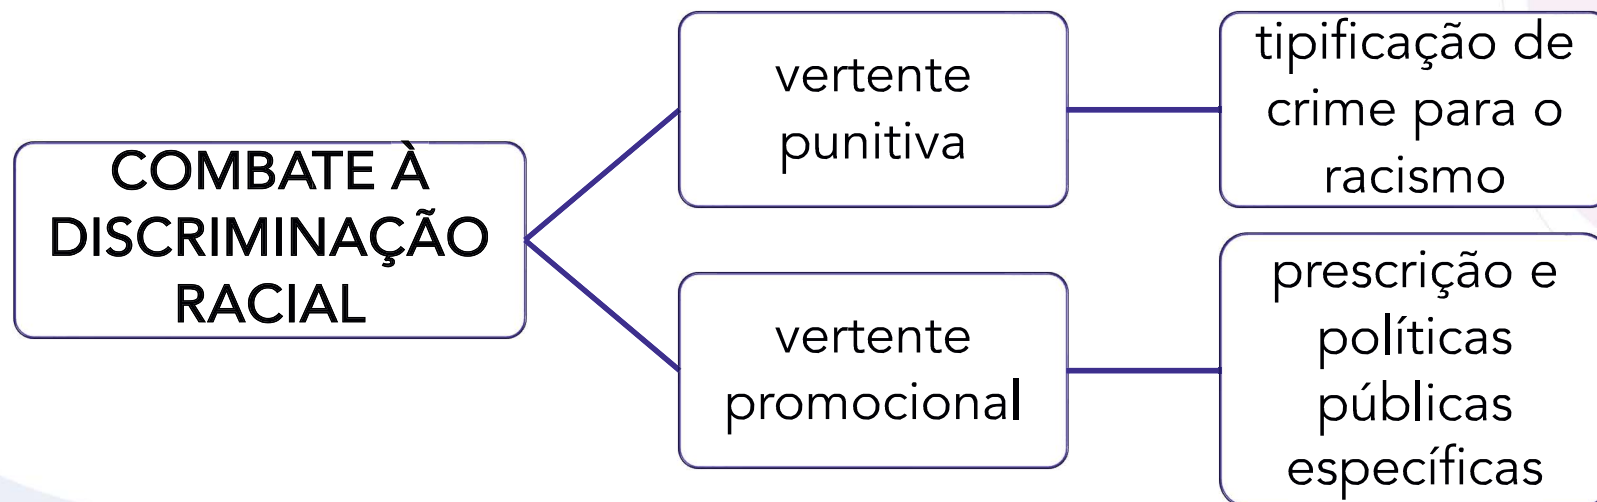 COMBATE À
DISCRIMINAÇÃO
RACIAL
vertente
punitiva
tipificação de
crime para o
racismo
vertente
promocional
prescrição e
políticas
públicas
específicas